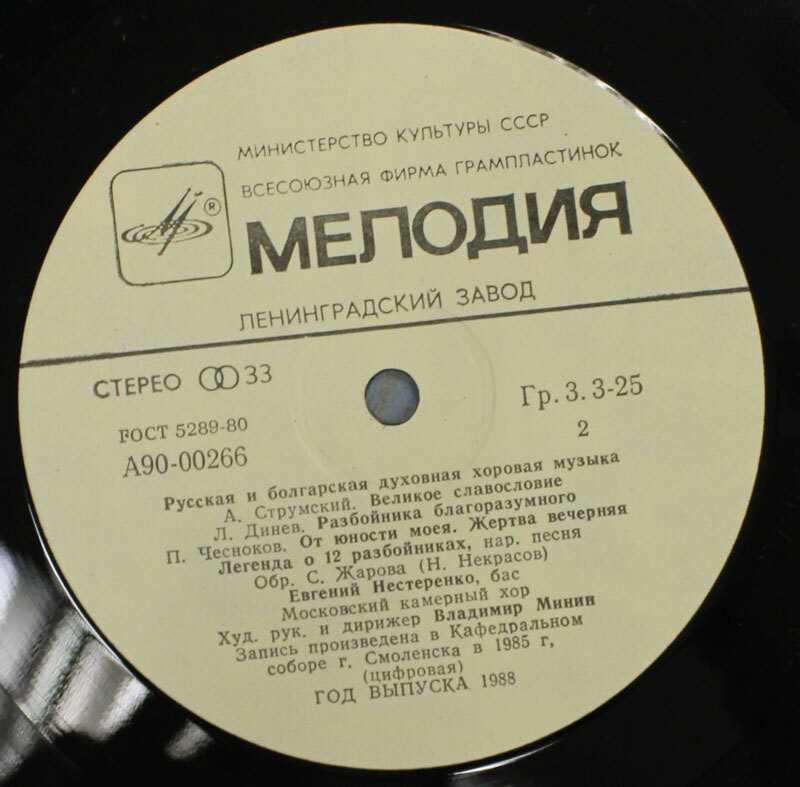 МИНИСТЕРСТВО КУЛЬТУРЫ СССР
ВСЕСОЮЗНАЯ ФИРМА ГРАМПЛАСТИНОК
®
МЕЛОДИЯ
ЛЕНИНГРАДСКИЙ ЗАВОД
СТЕРЕО 33
Гр. 3. 3-25
ГОСТ 5289-80
2
А90-00266
Русская и болгарская духовная хоровая музыка
А. Струмский. Великое славословие
Л. Динев. Разбойника благоразумного
П. Чесноков. От юности моея. Жертва вечерняя
Легенда о 12 разбойниках, нар. песня
Обр. С. Жарова (Н. Некрасов)
Евгений Нестеренко, бас
Московский камерный хор
Худ. рук. и дирижер Владимир Минин
Запись произведена в Кафедральном
соборе г. Смоленска в 1985 г,
(цифровая)
ГОД ВЫПУСКА 1988